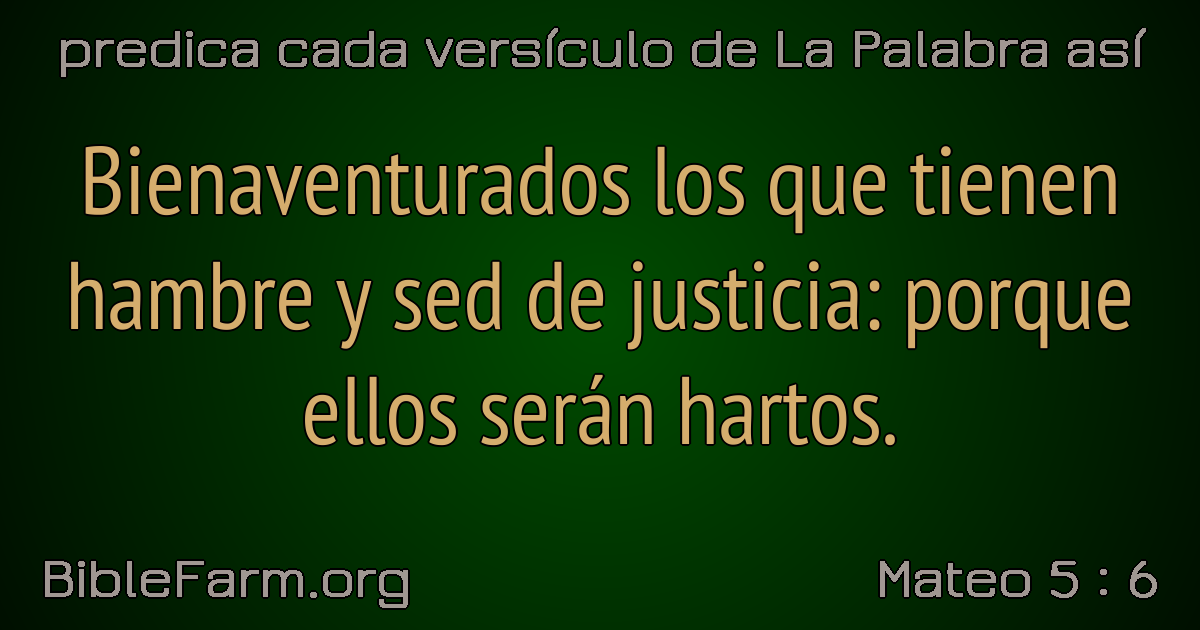 predica cada versículo de La Palabra así
Bienaventurados los que tienen
hambre y sed de justicia: porque
ellos serán hartos.
BibleFarm.org
Mateo 5 : 6